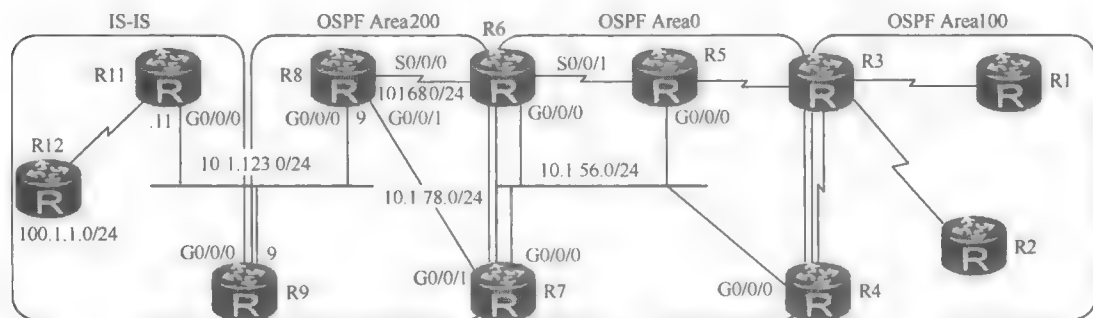 IS-IS
OSPF Area200
OSPF Area0
OSPF Area100
R6
R11
R8
S0/0/0
S0/0/1
R5
R3
R1
10168.0/24
G0/0/0
.11
G0/0/0
G0/0/0
9
G0/0/1
G0/0/0
R12
10.1.123.0/24
10.1.56.0/24
10.1.78.0/24
100.1.1.0/24
R2
G0/0/0
9
G0/0/0
G0/0/1
G0/0/0
R9
R7
R4